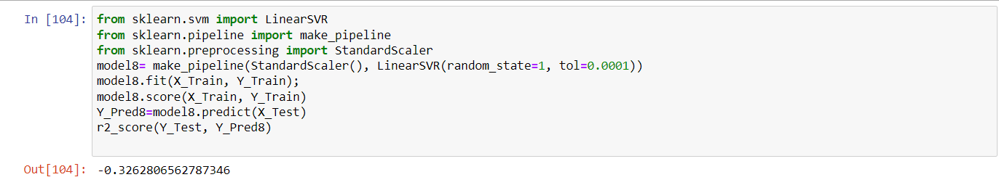 In [104]: from sklearn.svm import LinearSVR
from sklearn.pipeline import make_pipeline
from sklearn.preprocessing import StandardScaler
model8= make_pipeline(StandardScaler(), LinearSVR(random_state=1, tol=0.0001))
model8.fit(X_Train, Y_Train);
model8.score(X_Train, Y_Train)
Y_Pred8=model8.predict(X_Test)
r2_score(Y_Test, Y_Pred8)
Out[104]: -0.3262806562787346